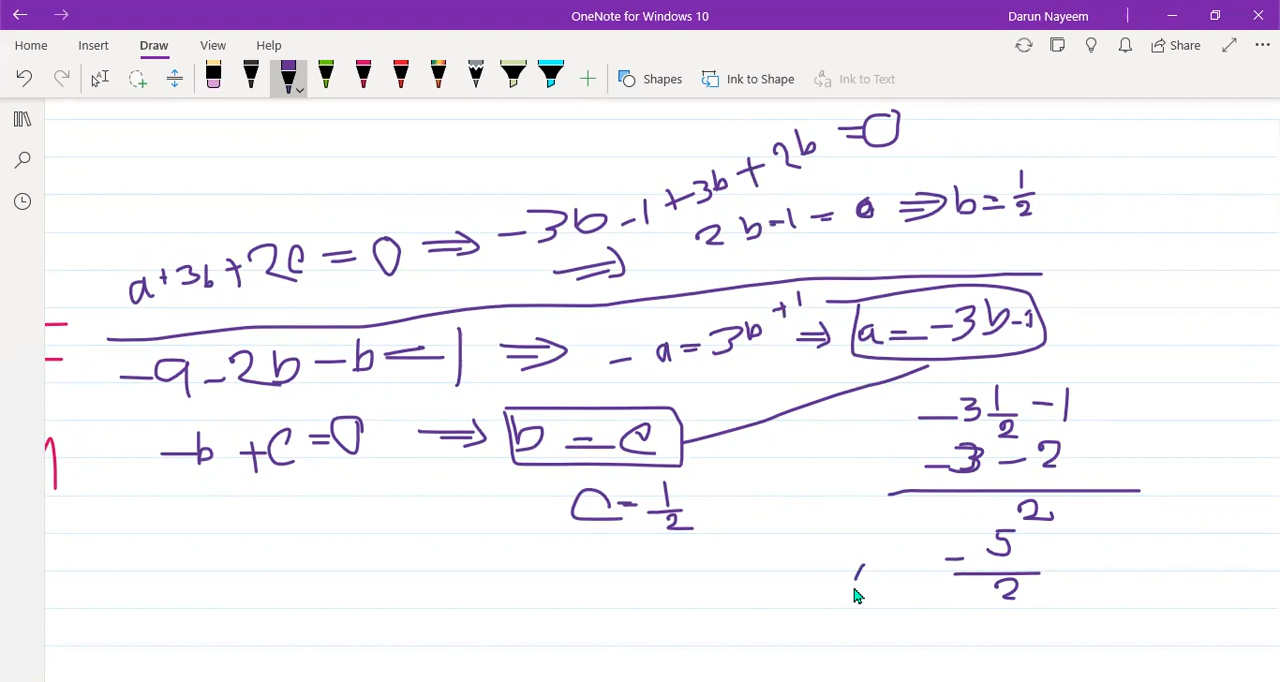 OneNote for Windows 10
Darun Nayeem
Home Insert Draw View Help
Share
Shapes
Ink to Shape
Ink to Text
a+3b+2c=0 ⟹ -3b-1+3b+2b=0
⟹ 2b-1=0 ⟹ b=1/2
-a-2b-b=-1 ⟹ -a=3b+1 ⟹ a=-3b-1
-b+c=0 ⟹ b=c
c=1/2
-3 1/2 -1
-3-2
2
-5
2